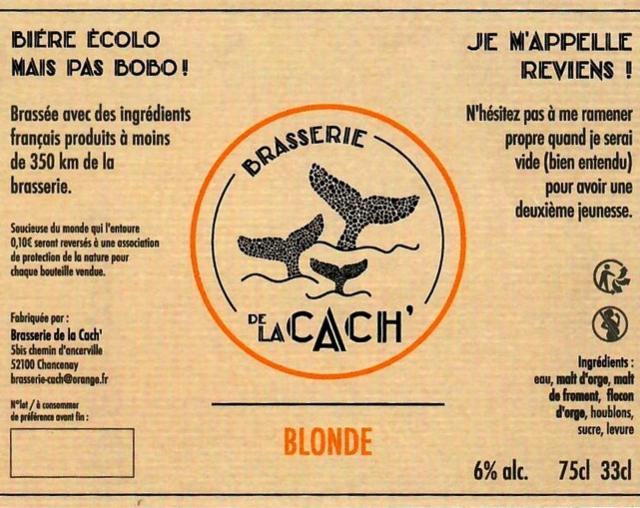 BIÉRE ÈCOLO
MAIS PAS BOBO !
Brassée avec des ingrédients
français produits à moins
de 350 km de la
brasserie.
Soucieuse du monde qui l'entoure
0,10€ seront reversés à une association
de protection de la nature pour
chaque bouteille vendue.
Fabriquée par :
Brasserie de la Cach'
5bis chemin d'ancerville
52100 Chancenay
brasserie-cach@orange.fr
N°lot / à consommer
de préférence avant fin :
BRASSERIE
DE LA CACH'
BLONDE
JE M'APPELLE
REVIENS !
N'hésitez pas à me ramener
propre quand je serai
vide (bien entendu)
pour avoir une
deuxième jeunesse.
Ingrédients :
eau, malt d'orge, malt
de froment, flocon
d'orge, houblons,
sucre, levure
6% alc. 75cl 33cl